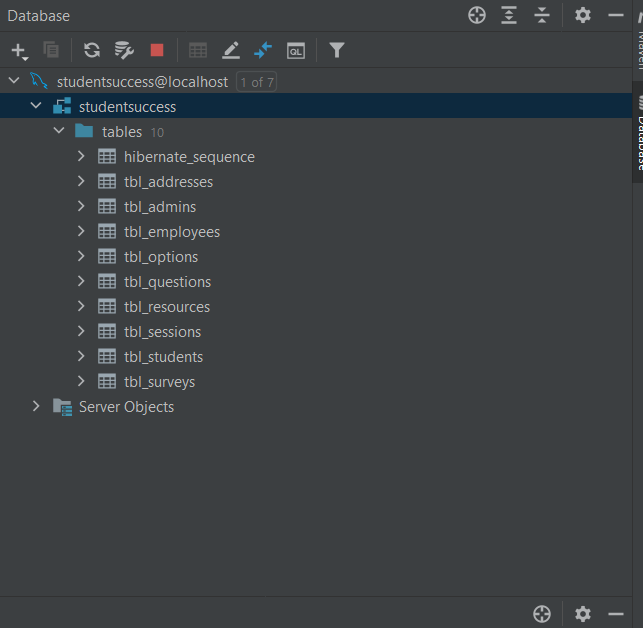 Database
QL
studentsuccess@localhost 1 of 7
studentsuccess
tables 10
hibernate_sequence
tbl_addresses
tbl_admins
tbl_employees
tbl_options
tbl_questions
tbl_resources
tbl_sessions
tbl_students
tbl_surveys
Server Objects
Maven
Database